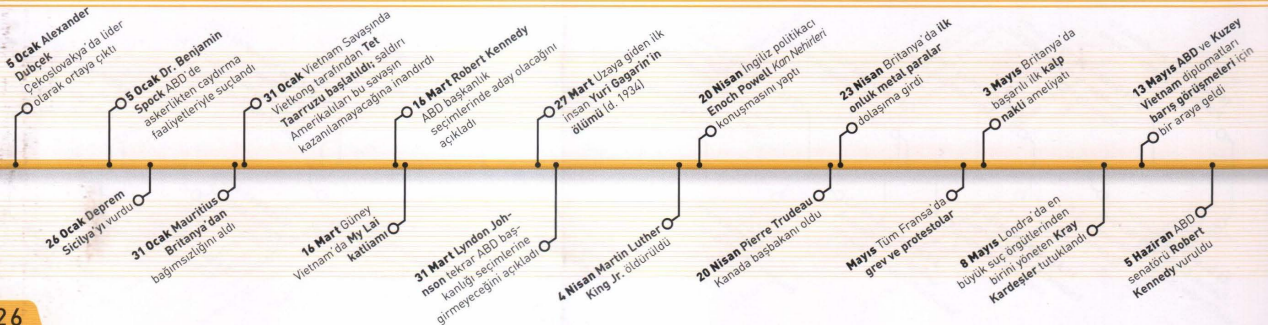 5 Ocak Alexander
Dubçek
Çekoslovakya'da lider
olarak ortaya çıktı
5 Ocak Dr. Benjamin
Spock ABD'de
askerlikten caydırma
faaliyetleriyle suçlandı
31 Ocak Vietnam Savaşında
Vietkong tarafından Tet
Taarruzu başlatıldı; saldırı
Amerikalıları bu savaşın
kazanılamayacağına inandırdı
16 Mart Robert Kennedy
ABD başkanlık
seçimlerinde aday olacağını
açıkladı
27 Mart Uzaya giden ilk
insan Yuri Gagarin'in
ölümü (d. 1934)
20 Nisan İngiliz politikacı
Enoch Powell Kan Nehirleri
konuşmasını yaptı
23 Nisan Britanya'da ilk
onluk metal paralar
dolaşıma girdi
3 Mayıs Britanya'da
başarılı ilk kalp
nakli ameliyatı
13 Mayıs ABD ve Kuzey
Vietnam diplomatları
barış görüşmeleri için
bir araya geldi
26 Ocak Deprem
Sicilya'yı vurdu
31 Ocak Mauritius
Britanya'dan
bağımsızlığını aldı
16 Mart Güney
Vietnam'da My Lai
katliamı
31 Mart Lyndon Joh-
nson tekrar ABD baş-
kanlığı seçimlerine
girmeyeceğini açıkladı
4 Nisan Martin Luther
King Jr. öldürüldü
20 Nisan Pierre Trudeau
Kanada başbakanı oldu
Mayıs Tüm Fransa'da
grev ve protestolar
8 Mayıs Londra'da en
büyük suç örgütlerinden
birini yöneten Kray
Kardeşler tutuklandı
5 Haziran ABD
senatörü Robert
Kennedy vuruldu
26